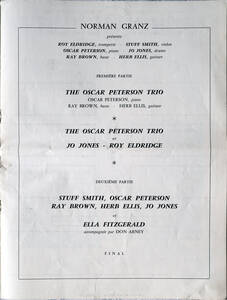 NORMAN GRANZ
présente
ROY ELDRIDGE, trompette - STUFF SMITH, violon
OSCAR PETERSON, piano - JO JONES, drums
RAY BROWN, basse - HERB ELLIS, guitare
PREMIÈRE PARTIE
THE OSCAR PETERSON TRIO
OSCAR PETERSON, piano
RAY BROWN, basse - HERB ELLIS, guitare
*
THE OSCAR PETERSON TRIO
et
JO JONES - ROY ELDRIDGE
*
DEUXIÈME PARTIE
STUFF SMITH, OSCAR PETERSON
RAY BROWN, HERB ELLIS, JO JONES
et
ELLA FITZGERALD
accompagnée par DON ABNEY
FINAL